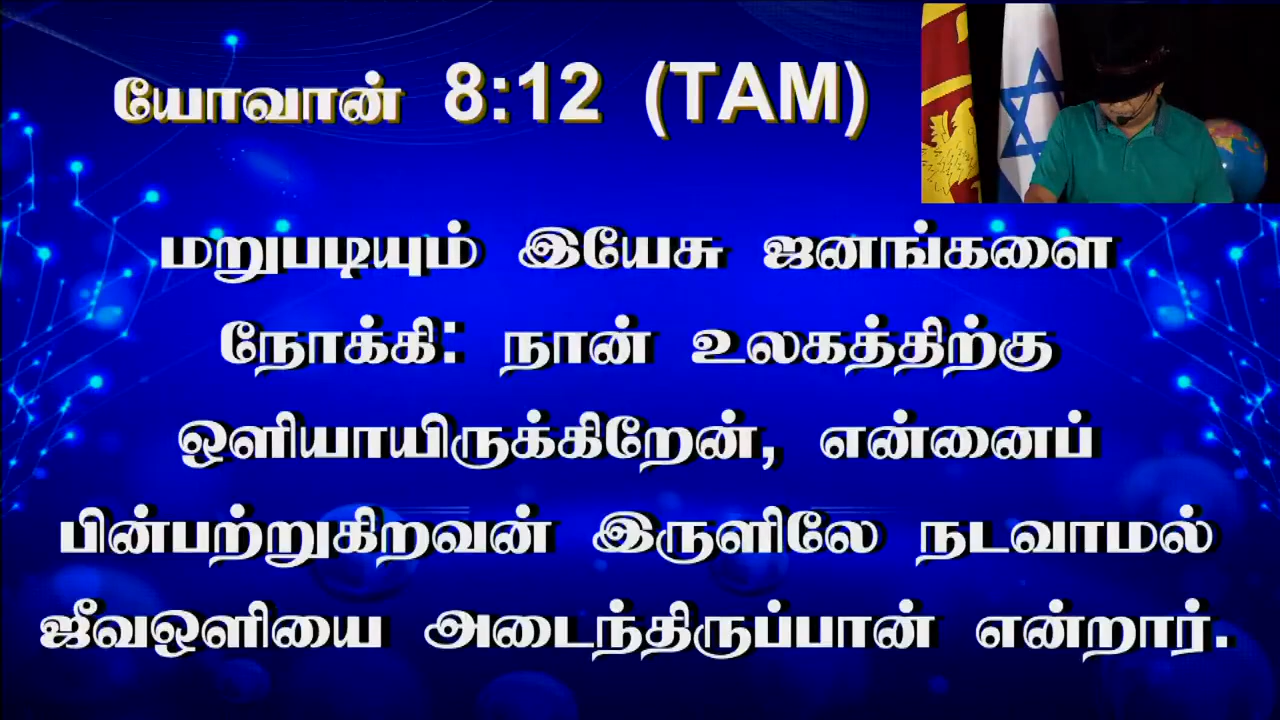 யோவான் 8:12 (TAM)
மறுபடியும் இயேசு ஜனங்களை
நோக்கி: நான் உலகத்திற்கு
ஒளியாயிருக்கிறேன், என்னைப்
பின்பற்றுகிறவன் இருளிலே நடவாமல்
ஜீவஒளியை அடைந்திருப்பான் என்றார்.